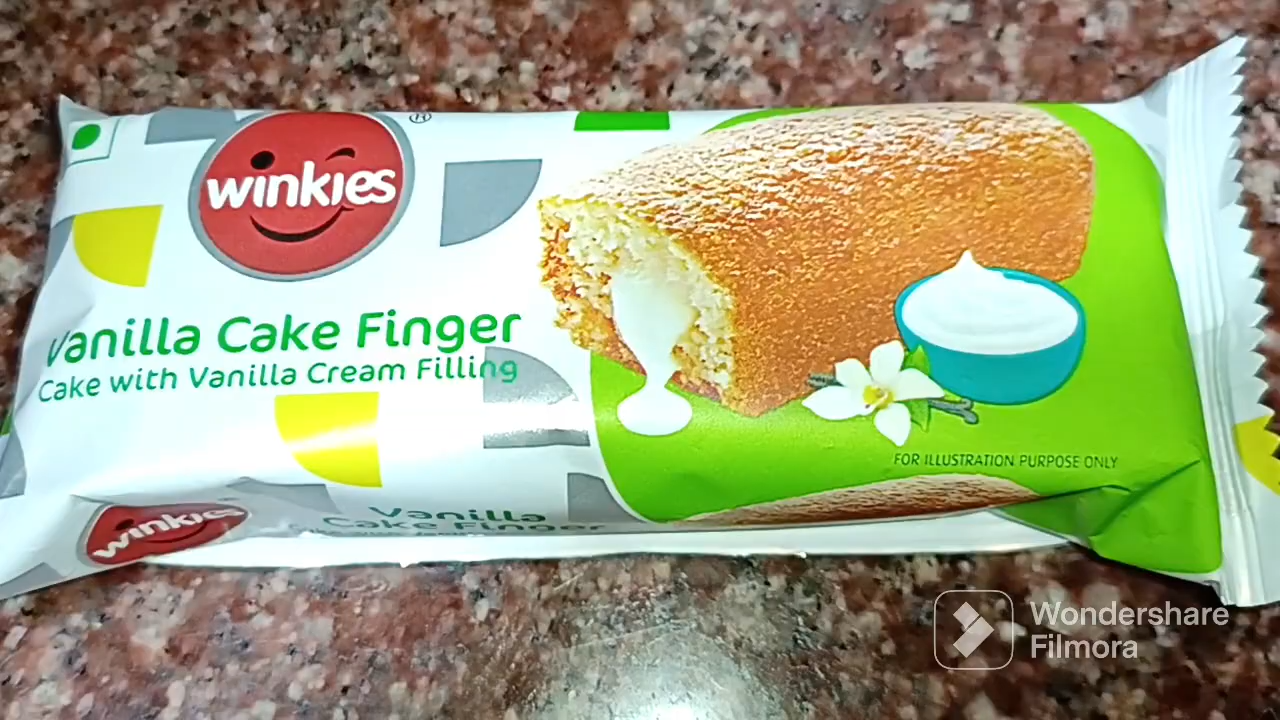 winkies
®
Vanilla Cake Finger
Cake with Vanilla Cream Filling
FOR ILLUSTRATION PURPOSE ONLY
winkies
Vanilla
Cake Finger
Wondershare
Filmora